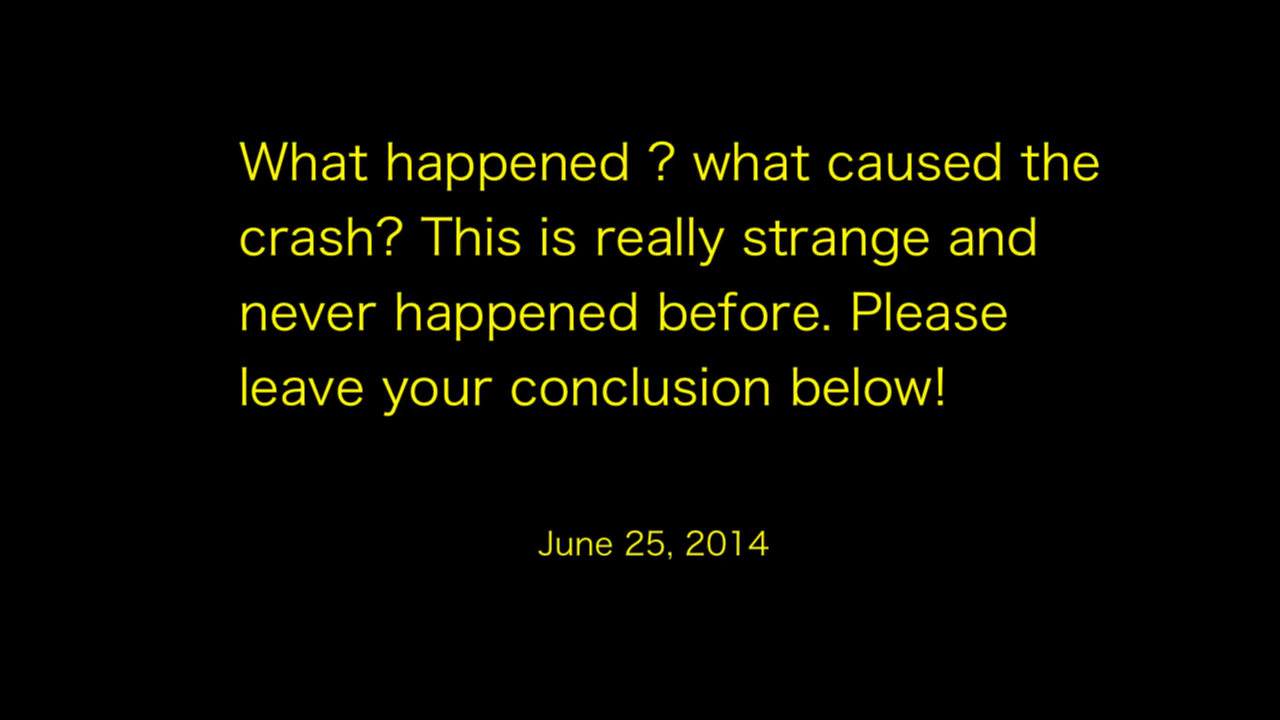 What happened ? what caused the
crash? This is really strange and
never happened before. Please
leave your conclusion below!
June 25, 2014